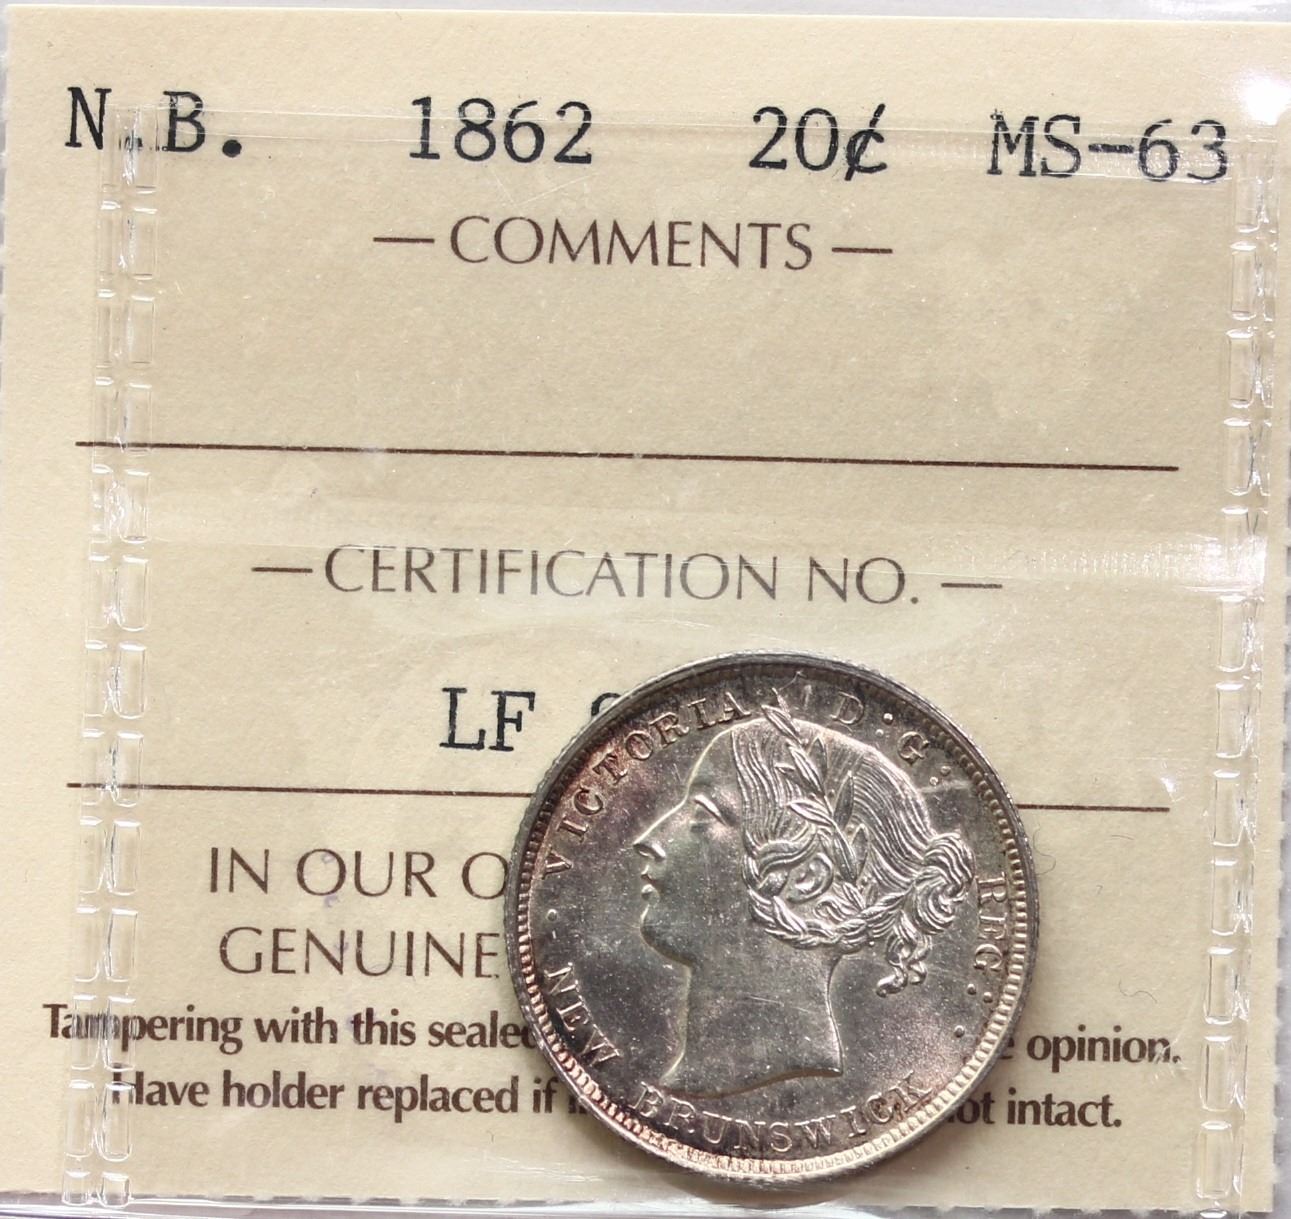 N.B. 1862 20¢ MS-63
— COMMENTS —
— CERTIFICATION NO. —
LF
IN OUR
GENUINE
Tampering with this sealed opinion.
Have holder replaced if not intact.
VICTORIA D·G: REG:
NEW BRUNSWICK